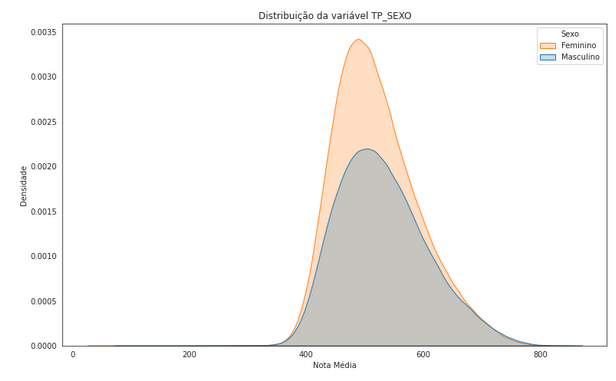 Distribuição da variável TP_SEXO
Sexo
Feminino
Masculino
0.0035
0.0030
0.0025
0.0020
0.0015
0.0010
0.0005
0.0000
Densidade
0
200
400
600
800
Nota Média